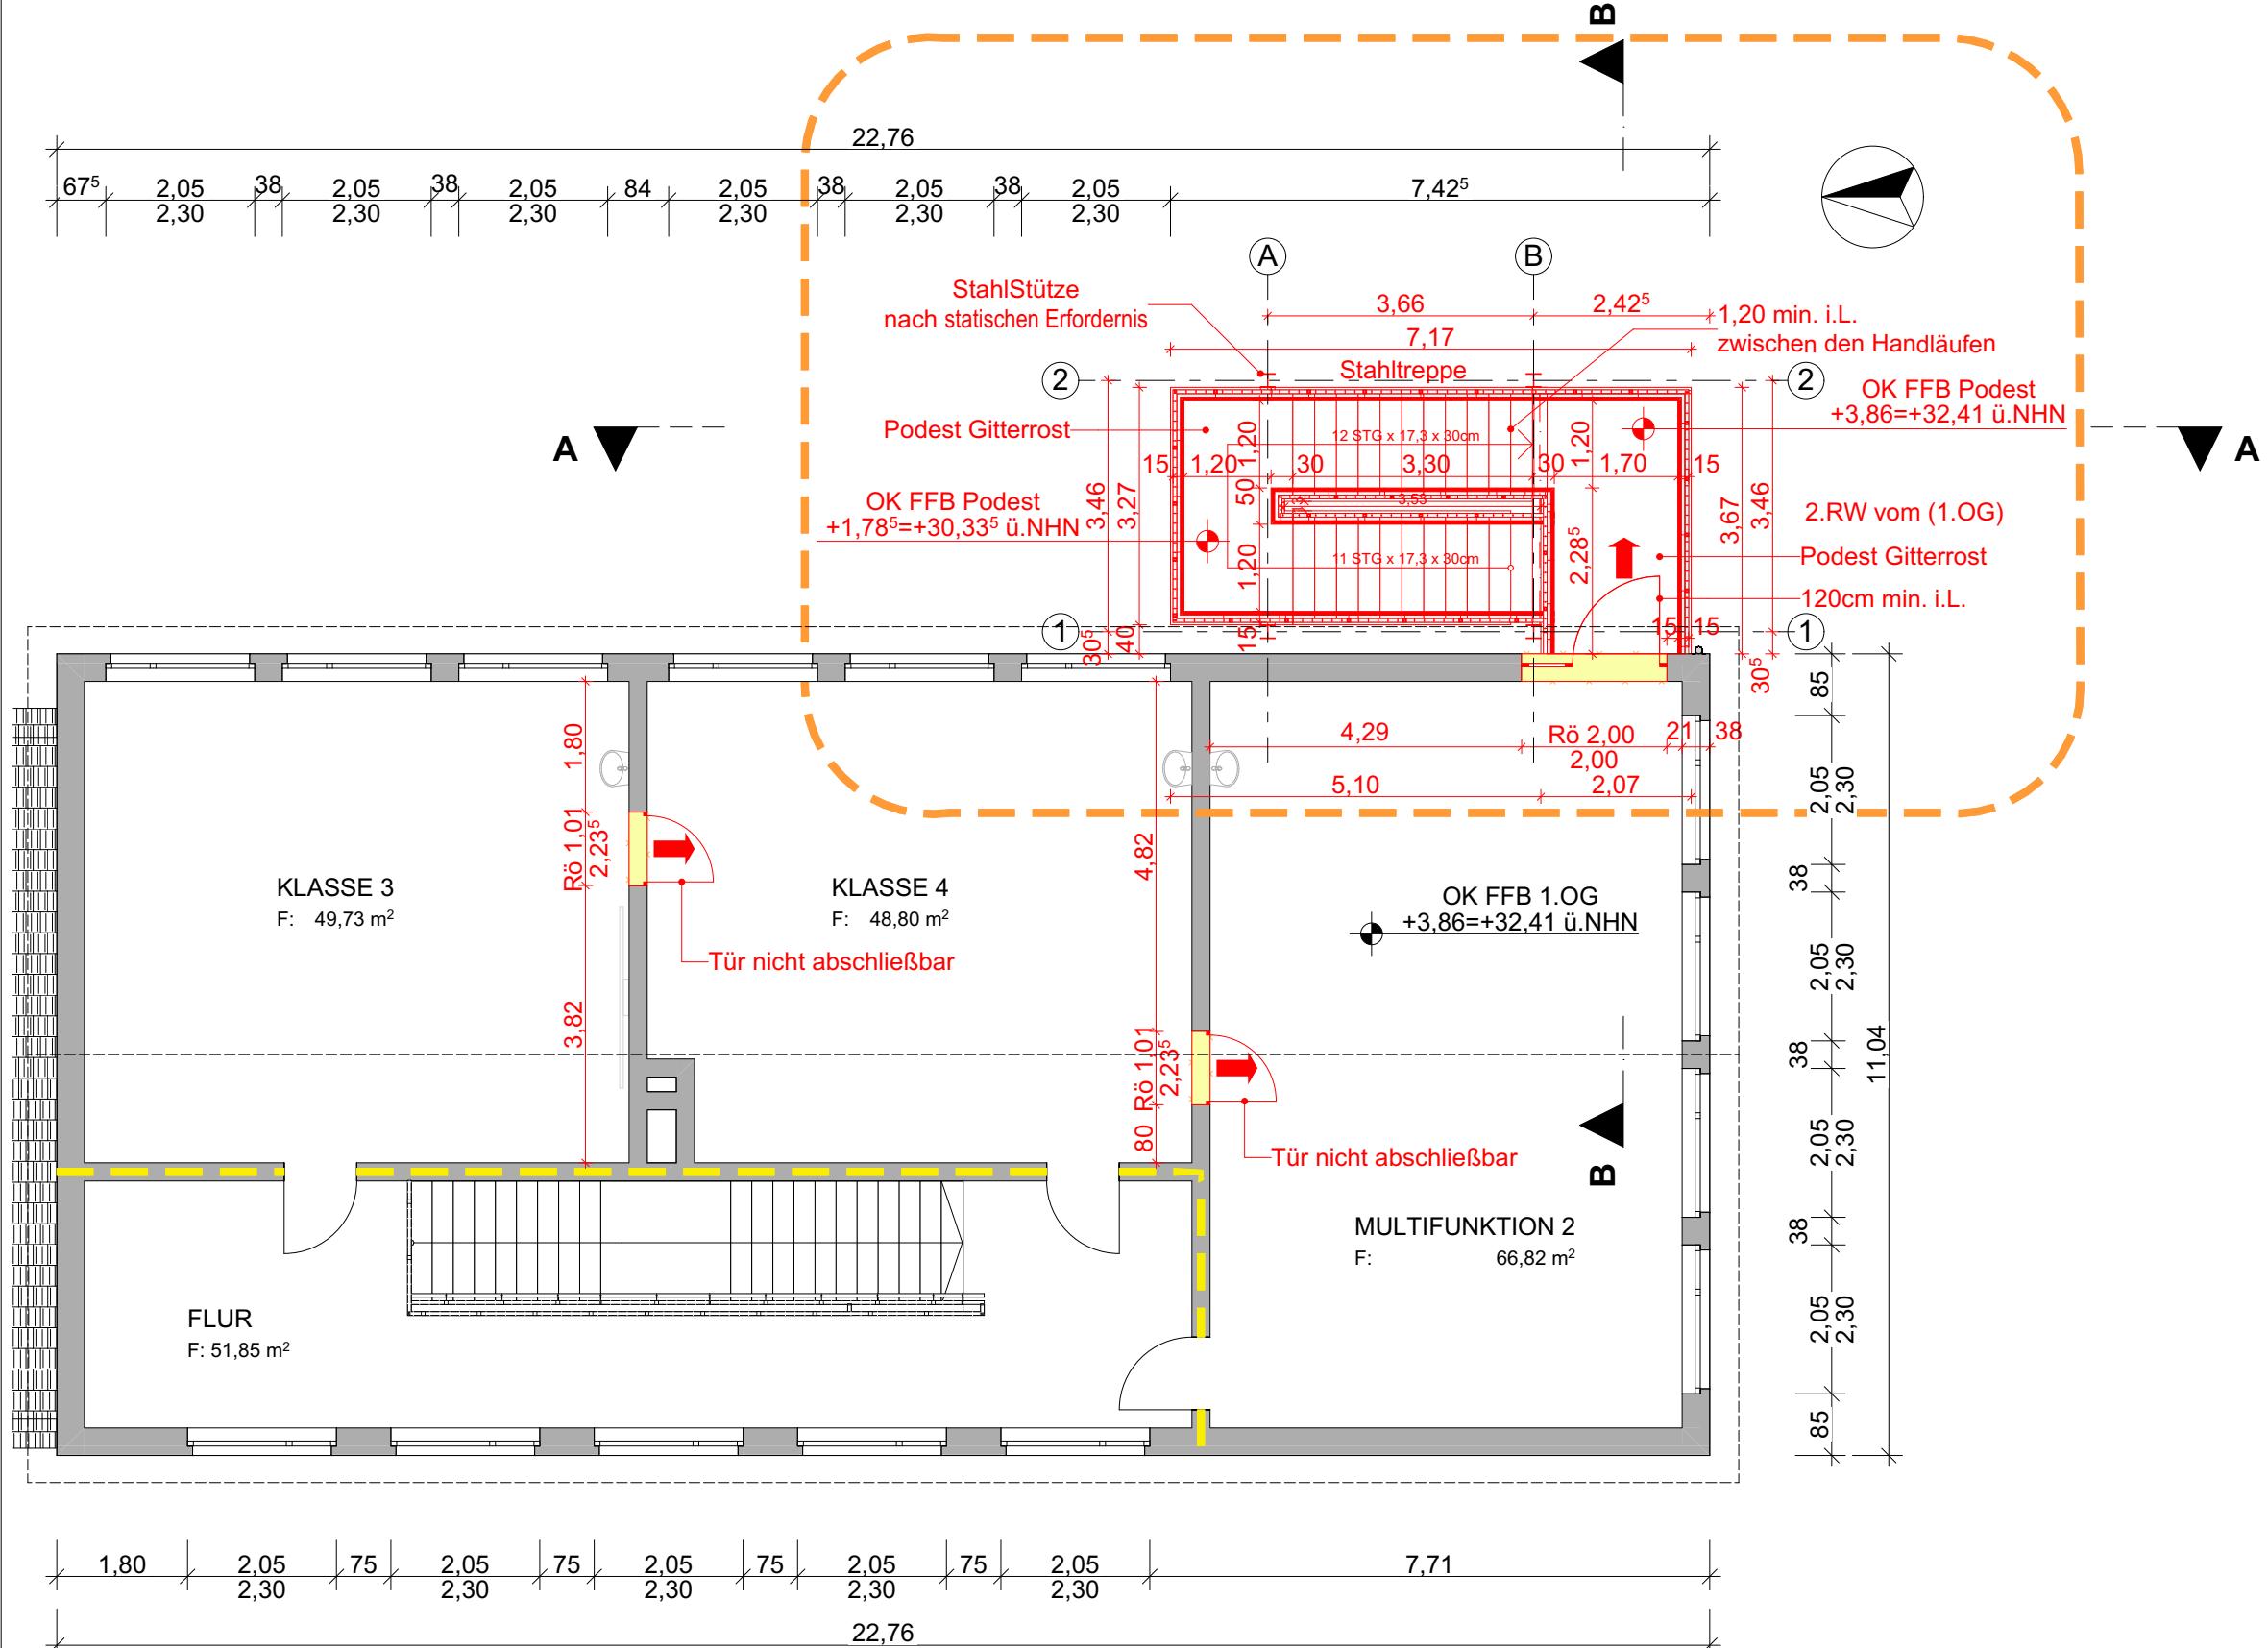 B
22,76
67⁵ 2,05 38 2,05 38 2,05 84 2,05 38 2,05 38 2,05 7,42⁵
2,30 2,30 2,30 2,30 2,30 2,30
A B
StahlStütze
nach statischen Erfordernis
3,66 2,42⁵
1,20 min. i.L.
zwischen den Handläufen
7,17
Stahltreppe
2 2
OK FFB Podest
+3,86=+32,41 ü.NHN
Podest Gitterrost
A A
12 STG x 17,3 x 30cm
1,20 1,20
15 1,20 30 3,30 30 1,70 15
OK FFB Podest
+1,78⁵=+30,33⁵ ü.NHN
3,46 3,27 50 3,53 3,67 3,46
2.RW vom (1.OG)
11 STG x 17,3 x 30cm
1,20 2,28⁵
Podest Gitterrost
120cm min. i.L.
1 1
30⁵ 40 15 15 15 30⁵
85
1,80
4,29 Rö 2,00 21 38
2,00
5,10 2,07
2,05
2,30
Rö 1,01
2,23⁵
4,82
KLASSE 3
F: 49,73 m²
KLASSE 4
F: 48,80 m²
38
OK FFB 1.OG
+3,86=+32,41 ü.NHN
Tür nicht abschließbar
2,05
2,30
3,82
Rö 1,01
2,23⁵
38
11,04
80
Tür nicht abschließbar
2,05
2,30
B
MULTIFUNKTION 2
F: 66,82 m²
38
FLUR
F: 51,85 m²
2,05
2,30
85
1,80 2,05 75 2,05 75 2,05 75 2,05 75 2,05 7,71
2,30 2,30 2,30 2,30 2,30
22,76